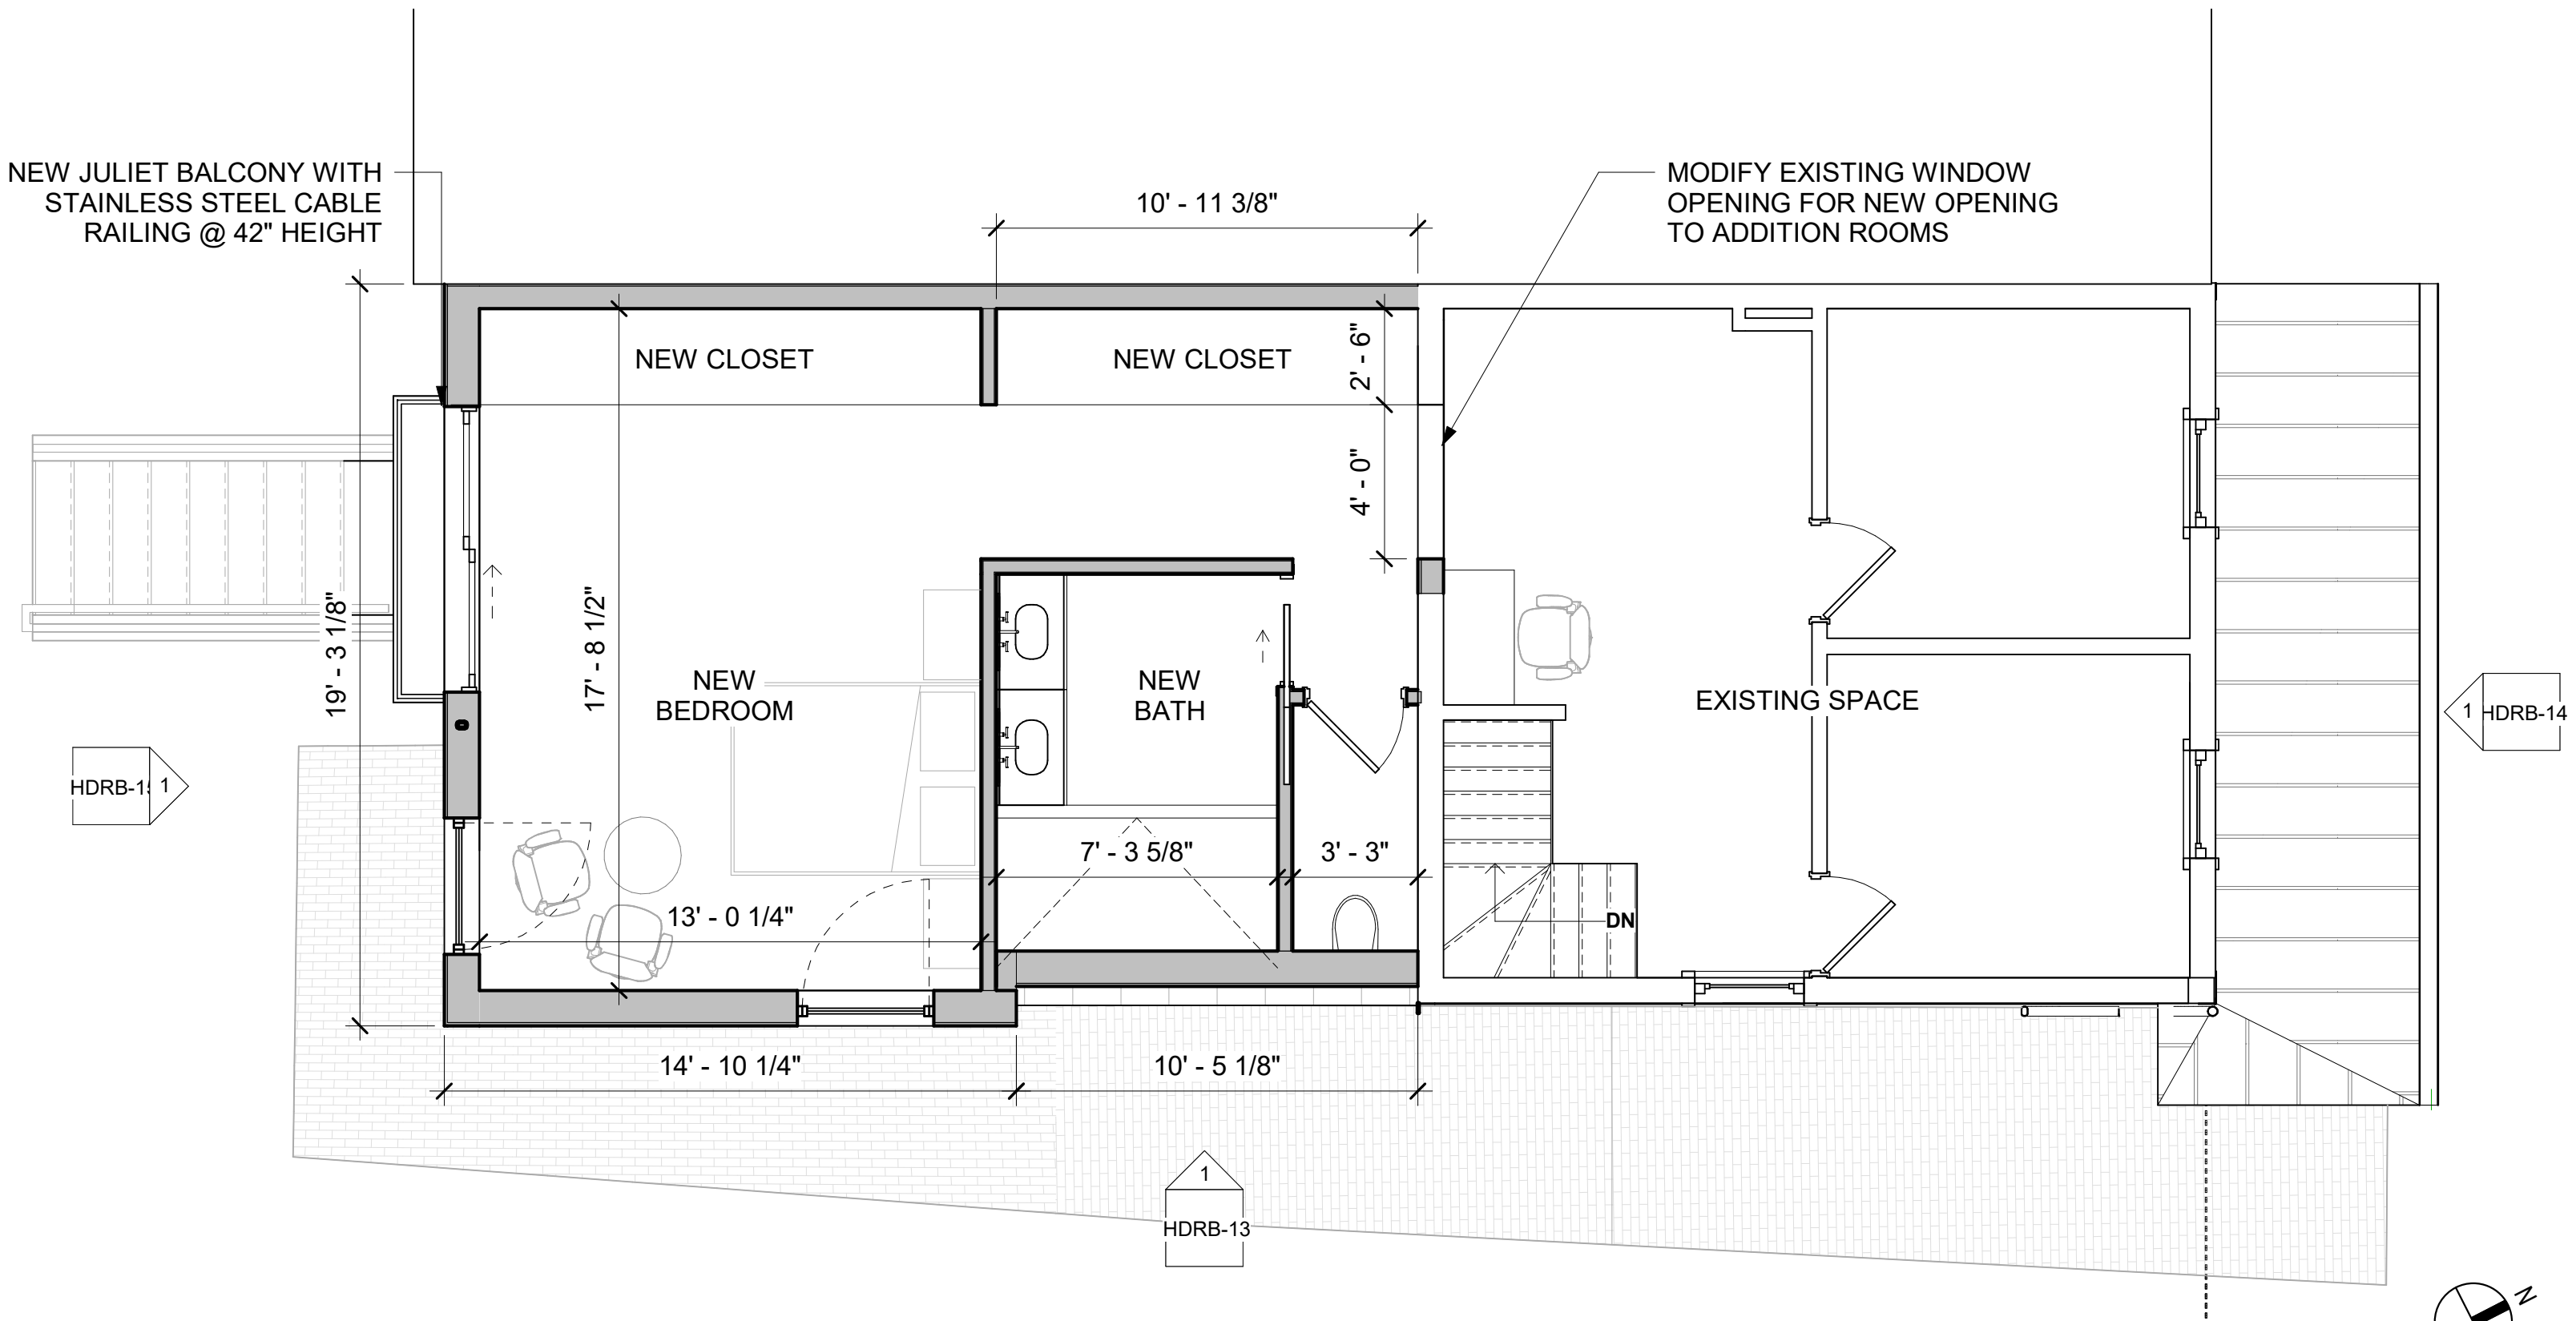 NEW JULIET BALCONY WITH
STAINLESS STEEL CABLE
RAILING @ 42" HEIGHT
10' - 11 3/8"
MODIFY EXISTING WINDOW
OPENING FOR NEW OPENING
TO ADDITION ROOMS
NEW CLOSET
NEW CLOSET
2' - 6"
4' - 0"
19' - 3 1/8"
17' - 8 1/2"
NEW
BEDROOM
NEW
BATH
EXISTING SPACE
1 HDRB-14
1
7' - 3 5/8"
3' - 3"
13' - 0 1/4"
DN
14' - 10 1/4"
10' - 5 1/8"
1
HDRB-13
N